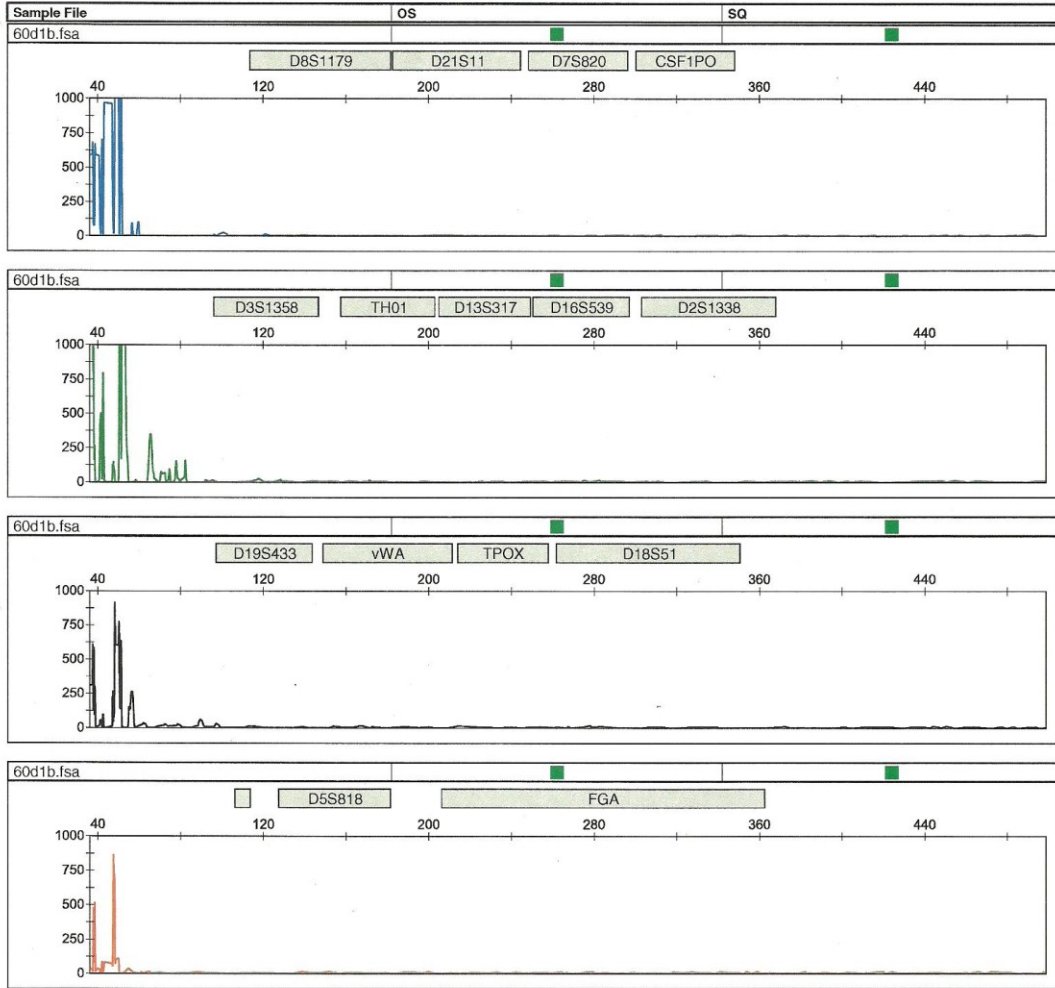 Sample File OS SQ
60d1b.fsa
D8S1179 D21S11 D7S820 CSF1PO
40 120 200 280 360 440
1000
750
500
250
0
60d1b.fsa
D3S1358 TH01 D13S317 D16S539 D2S1338
40 120 200 280 360 440
1000
750
500
250
0
60d1b.fsa
D19S433 vWA TPOX D18S51
40 120 200 280 360 440
1000
750
500
250
0
60d1b.fsa
D5S818 FGA
40 120 200 280 360 440
1000
750
500
250
0